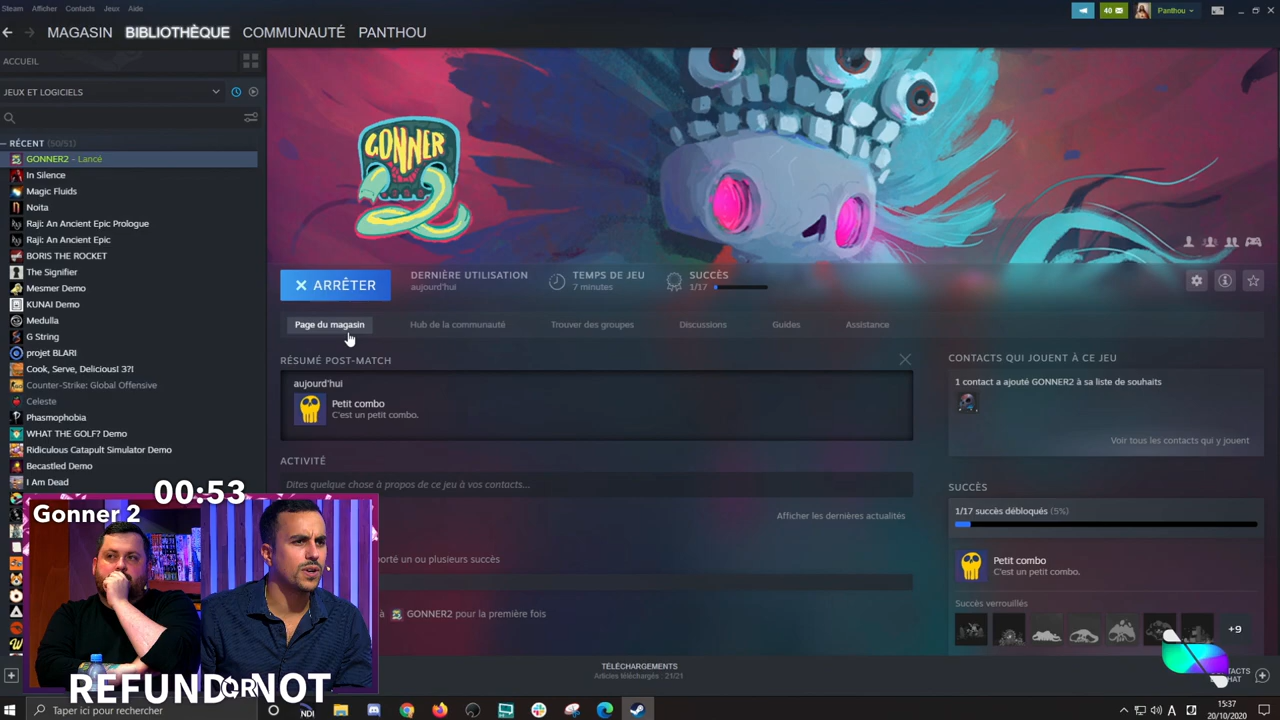 Steam Afficher Contacts Jeux Aide
40 Panthou
MAGASIN BIBLIOTHÈQUE COMMUNAUTÉ PANTHOU
ACCUEIL
JEUX ET LOGICIELS
RÉCENT (50/51)
GONNER2 - Lancé
In Silence
Magic Fluids
Noita
Raji: An Ancient Epic Prologue
Raji: An Ancient Epic
BORIS THE ROCKET
The Signifier
Mesmer Demo
KUNAI Demo
Medulla
G String
projet BLARI
Cook, Serve, Delicious! 3?!
Counter-Strike: Global Offensive
Celeste
Phasmophobia
WHAT THE GOLF? Demo
Ridiculous Catapult Simulator Demo
Becastled Demo
I Am Dead
GONNER
ARRÊTER
DERNIÈRE UTILISATION
aujourd'hui
TEMPS DE JEU
7 minutes
SUCCÈS
1/17
Page du magasin Hub de la communauté Trouver des groupes Discussions Guides Assistance
RÉSUMÉ POST-MATCH
aujourd'hui
Petit combo
C'est un petit combo.
ACTIVITÉ
Dites quelque chose à propos de ce jeu à vos contacts...
Afficher les dernières actualités
porté un ou plusieurs succès
à GONNER2 pour la première fois
CONTACTS QUI JOUENT À CE JEU
1 contact a ajouté GONNER2 à sa liste de souhaits
Voir tous les contacts qui y jouent
SUCCÈS
1/17 succès débloqués (5%)
Petit combo
C'est un petit combo.
Succès verrouillés
+9
00:53
Gonner 2
REFUND OR NOT
TÉLÉCHARGEMENTS
Articles téléchargés : 21/21
Taper ici pour rechercher
NDI
15:37
20/10/2020